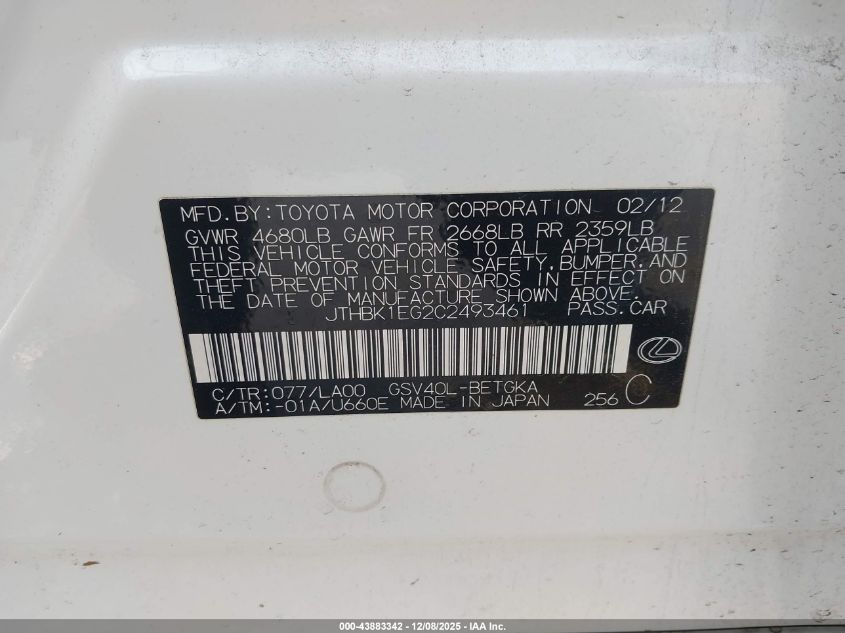 MFD.BY:TOYOTA MOTOR CORPORATION 02/12
GVWR 4680LB GAWR FR 2668LB RR 2359LB
THIS VEHICLE CONFORMS TO ALL APPLICABLE
FEDERAL MOTOR VEHICLE SAFETY,BUMPER,AND
THEFT PREVENTION STANDARDS IN EFFECT ON
THE DATE OF MANUFACTURE SHOWN ABOVE.
JTHBK1EG2C2493461 PASS.CAR
C/TR:077/LA00 GSV40L-BETGKA
A/TM:-01A/U660E MADE IN JAPAN 256 C
000-43883342 - 12/08/2025 - IAA Inc.